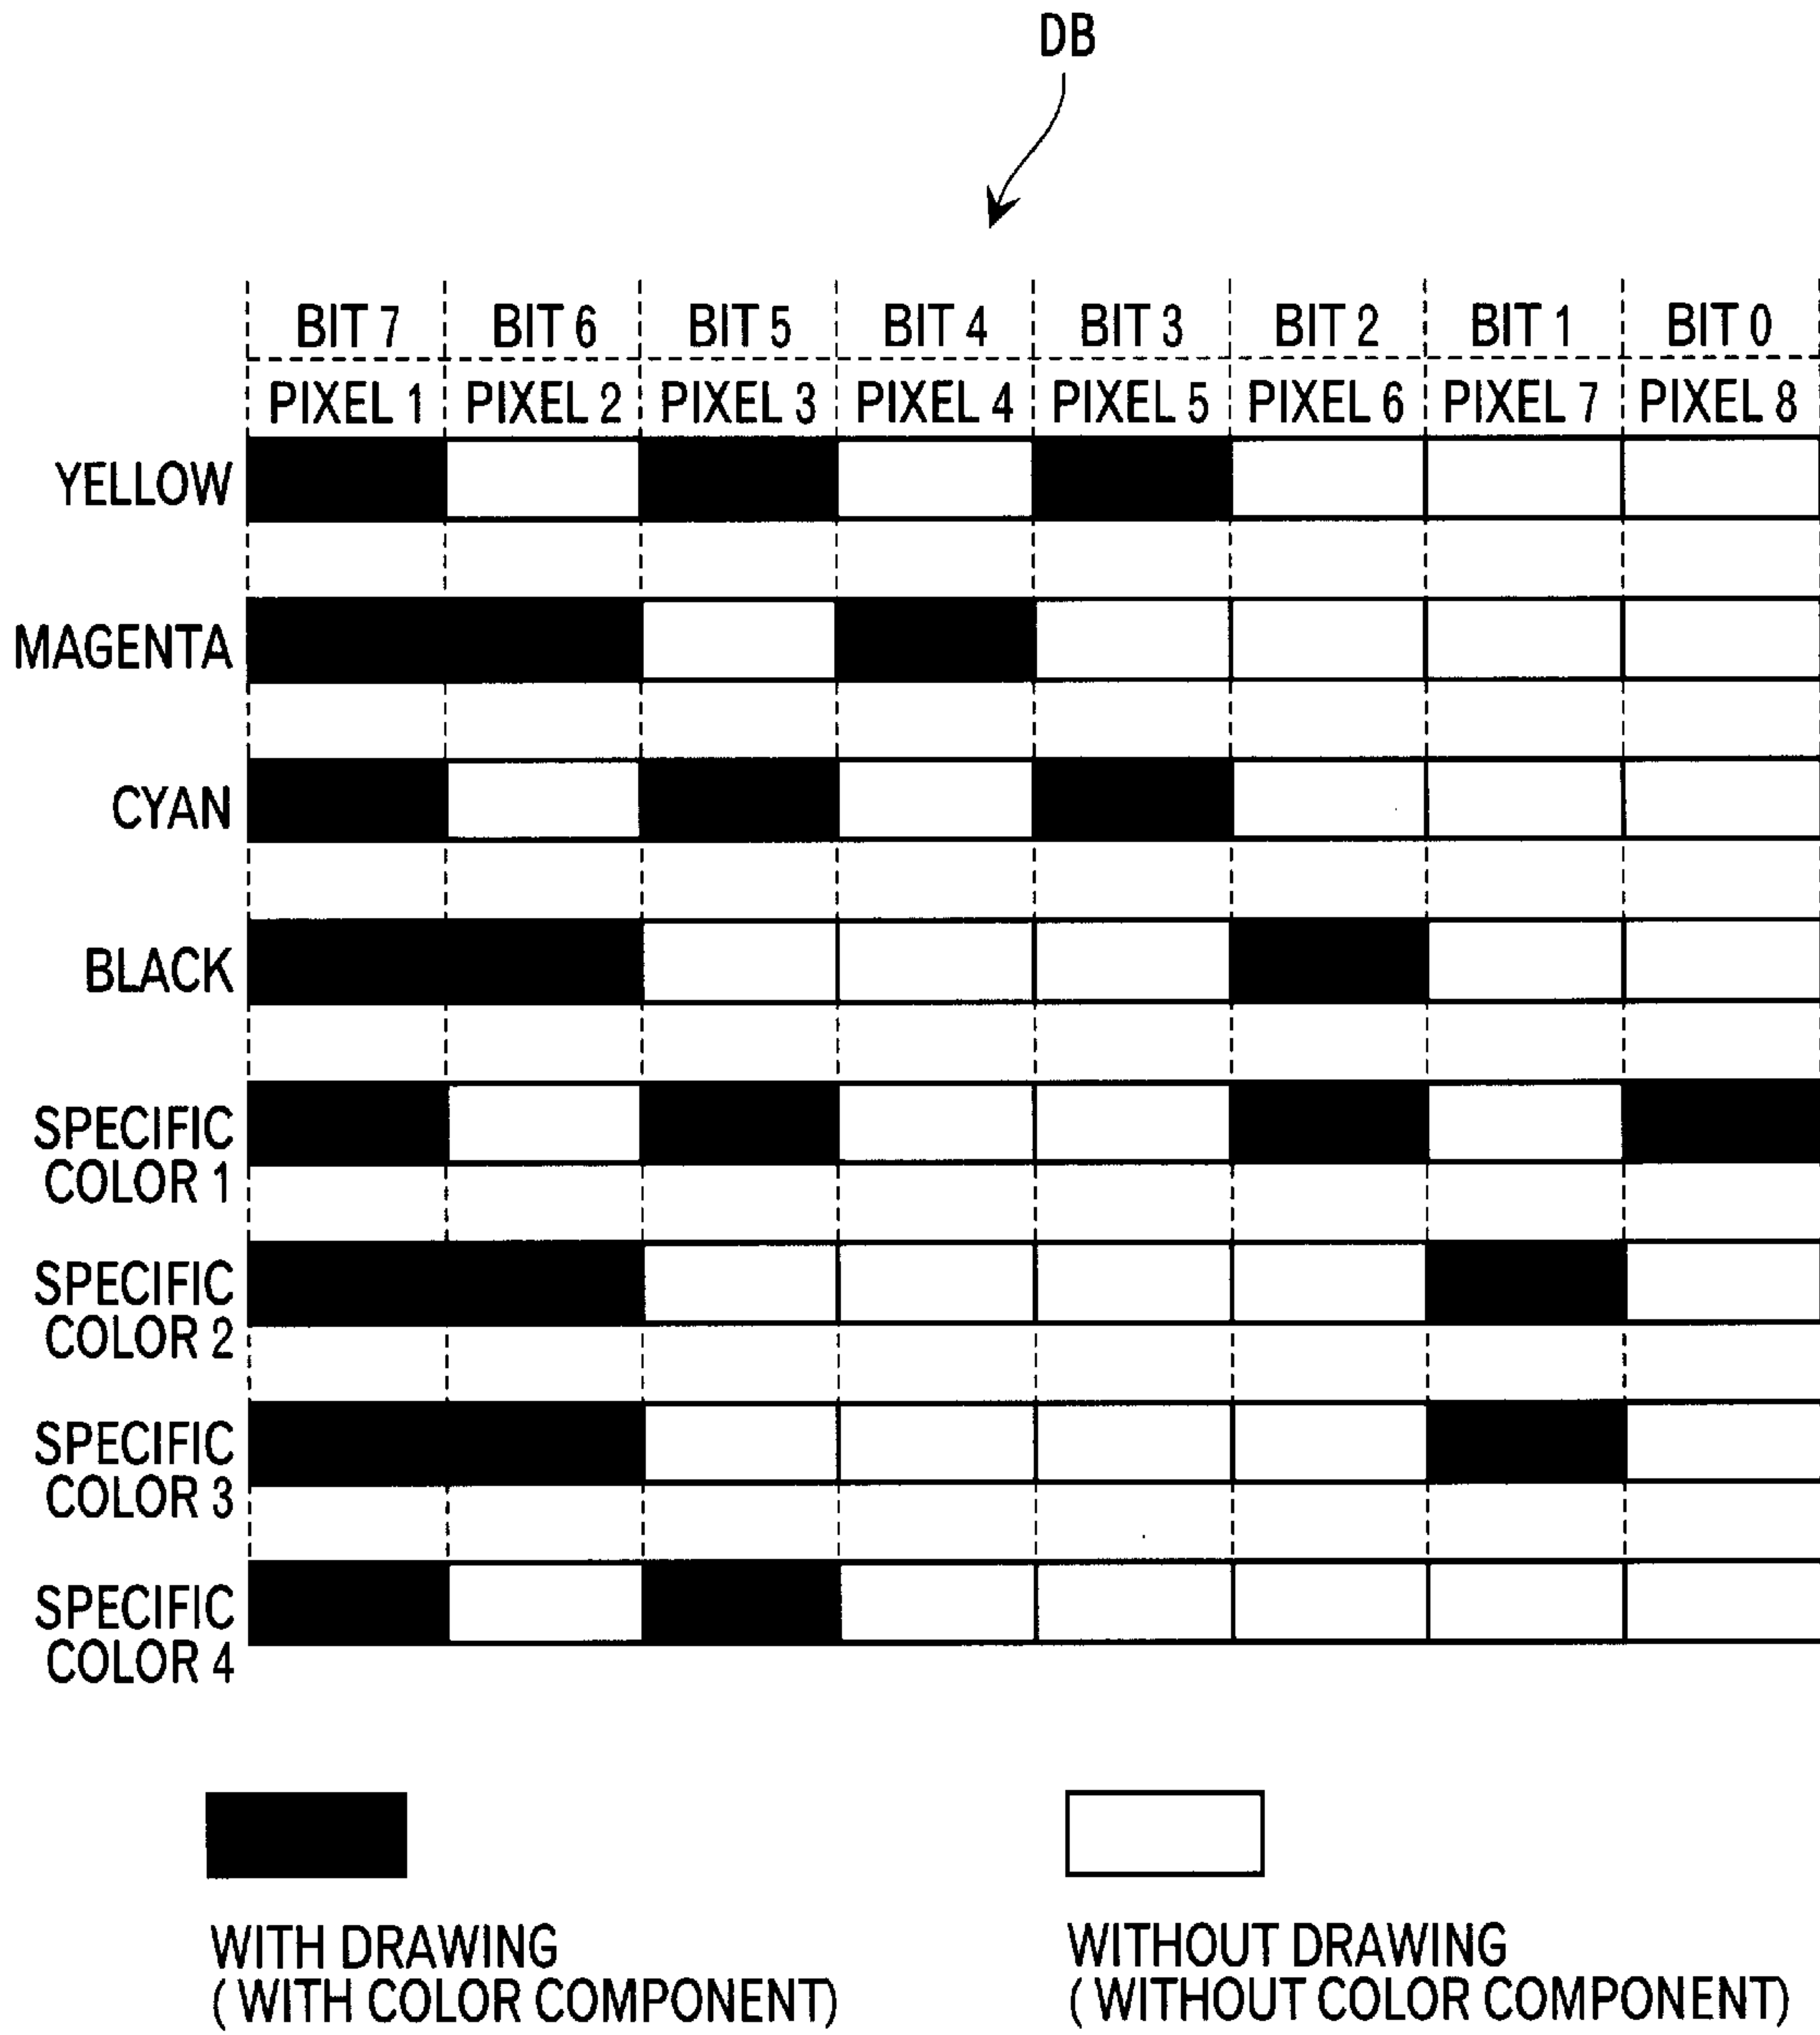 DB
BIT 7 BIT 6 BIT 5 BIT 4 BIT 3 BIT 2 BIT 1 BIT 0
PIXEL 1 PIXEL 2 PIXEL 3 PIXEL 4 PIXEL 5 PIXEL 6 PIXEL 7 PIXEL 8
YELLOW
MAGENTA
CYAN
BLACK
SPECIFIC
COLOR 1
SPECIFIC
COLOR 2
SPECIFIC
COLOR 3
SPECIFIC
COLOR 4
WITH DRAWING
( WITH COLOR COMPONENT)
WITHOUT DRAWING
( WITHOUT COLOR COMPONENT)